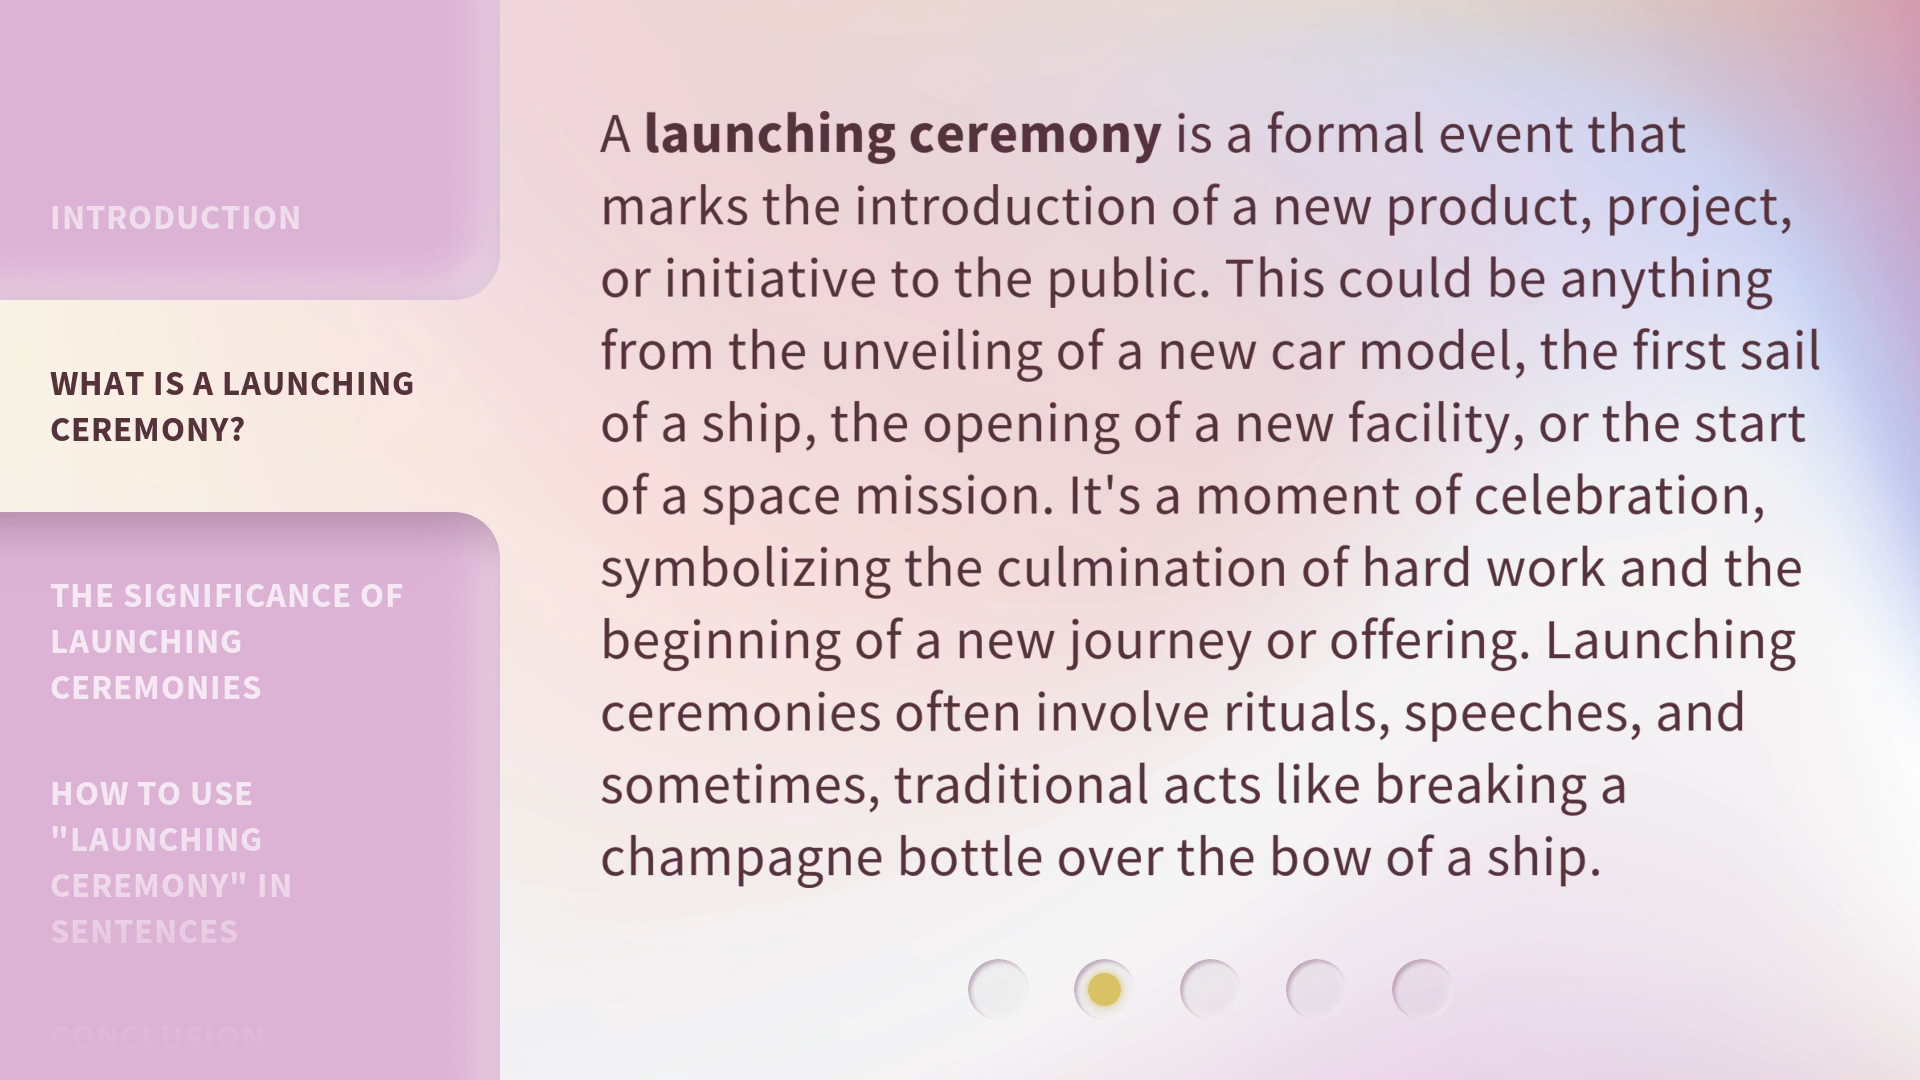 INTRODUCTION
WHAT IS A LAUNCHING
CEREMONY?
THE SIGNIFICANCE OF
LAUNCHING
CEREMONIES
HOW TO USE
"LAUNCHING
CEREMONY" IN
SENTENCES
CONCLUSION
A launching ceremony is a formal event that
marks the introduction of a new product, project,
or initiative to the public. This could be anything
from the unveiling of a new car model, the first sail
of a ship, the opening of a new facility, or the start
of a space mission. It's a moment of celebration,
symbolizing the culmination of hard work and the
beginning of a new journey or offering. Launching
ceremonies often involve rituals, speeches, and
sometimes, traditional acts like breaking a
champagne bottle over the bow of a ship.